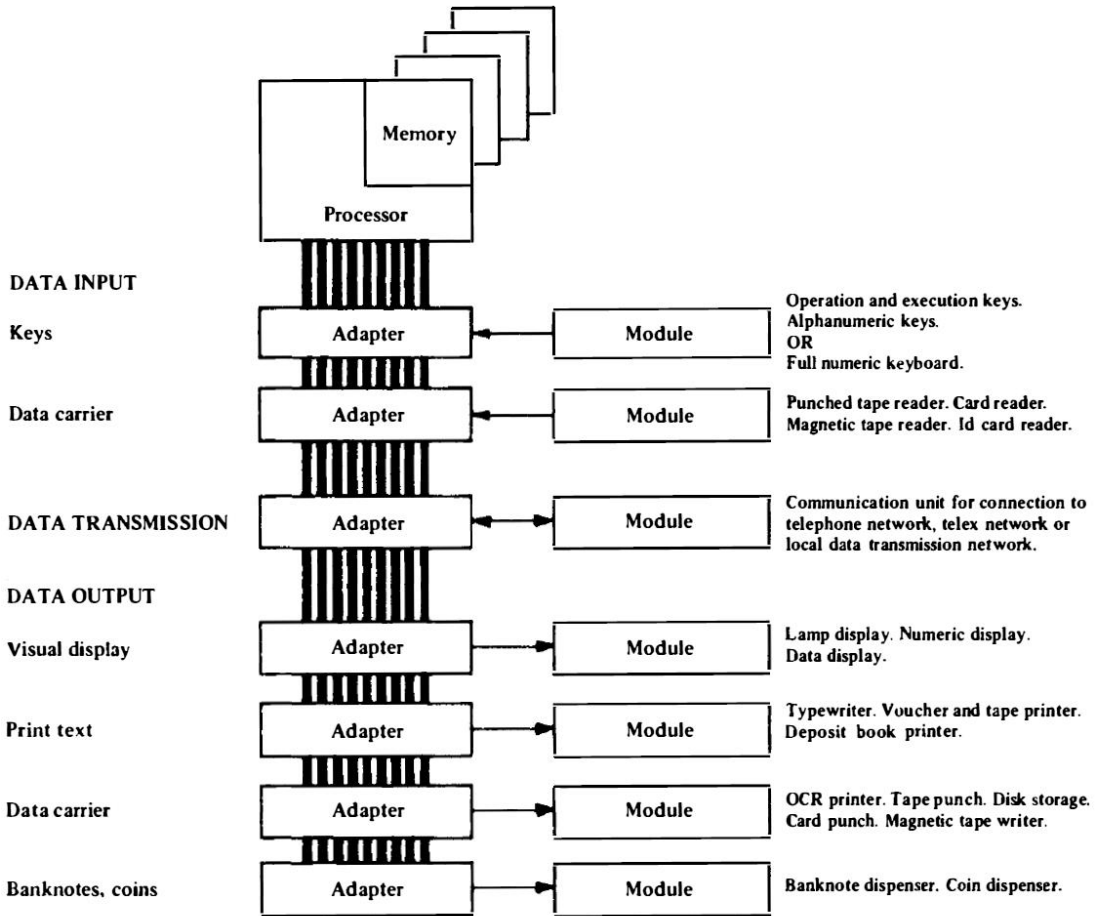 Memory
Processor
DATA INPUT
Keys
Adapter
Module
Operation and execution keys.
Alphanumeric keys.
OR
Full numeric keyboard.
Data carrier
Adapter
Module
Punched tape reader. Card reader.
Magnetic tape reader. Id card reader.
DATA TRANSMISSION
Adapter
Module
Communication unit for connection to
telephone network, telex network or
local data transmission network.
DATA OUTPUT
Visual display
Adapter
Module
Lamp display. Numeric display.
Data display.
Print text
Adapter
Module
Typewriter. Voucher and tape printer.
Deposit book printer.
Data carrier
Adapter
Module
OCR printer. Tape punch. Disk storage.
Card punch. Magnetic tape writer.
Banknotes, coins
Adapter
Module
Banknote dispenser. Coin dispenser.